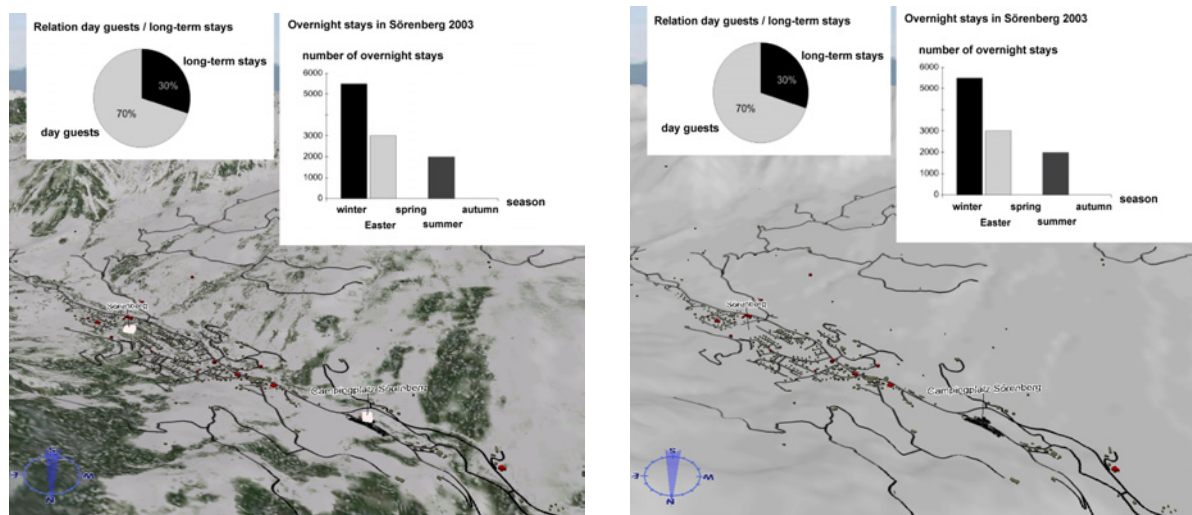 Relation day guests / long-term stays
long-term stays
30%
70%
day guests
Overnight stays in Sörenberg 2003
number of overnight stays
6000
5000
4000
3000
2000
1000
0
winter
spring
autumn
season
Easter
summer
Sörenberg
Campingplatz Sörenberg
S
E
W
N
Relation day guests / long-term stays
long-term stays
30%
70%
day guests
Overnight stays in Sörenberg 2003
number of overnight stays
6000
5000
4000
3000
2000
1000
0
winter
spring
autumn
season
Easter
summer
Sörenberg
Campingplatz Sörenberg
S
E
W
N